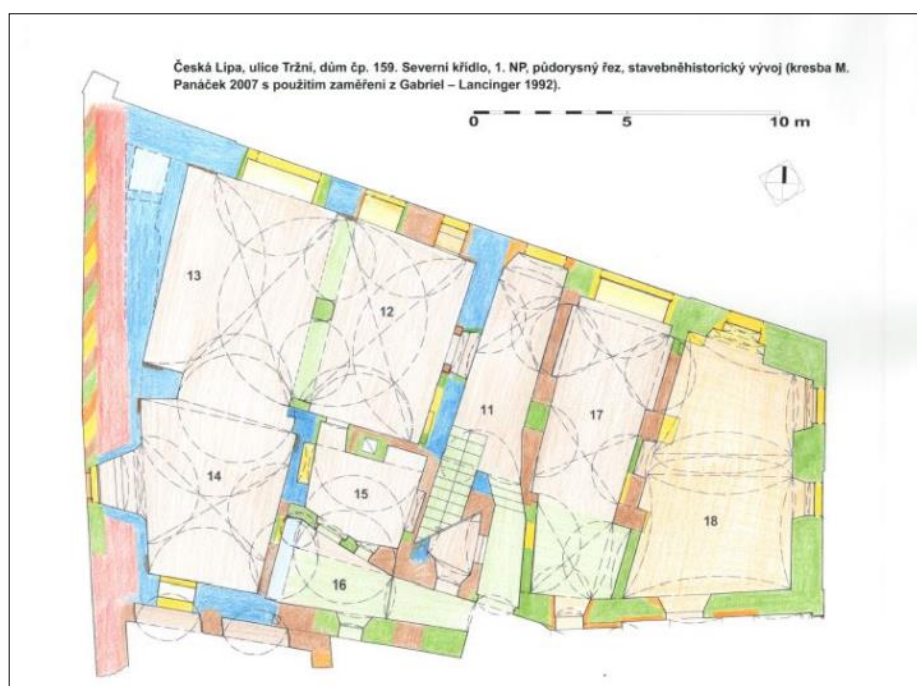 Česká Lípa, ulice Tržní, dům čp. 159. Severní křídlo, 1. NP, půdorysný řez, stavebněhistorický vývoj (kresba M.
Panáček 2007 s použitím zaměření z Gabriel – Lancinger 1992).
0 5 10 m
13
12
11
17
14
15
18
16